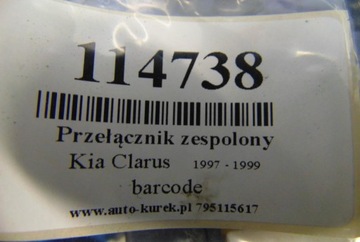 114738
Przełącznik zespolony
Kia Clarus 1997 - 1999
barcode
www.auto-kurek.pl 795115617